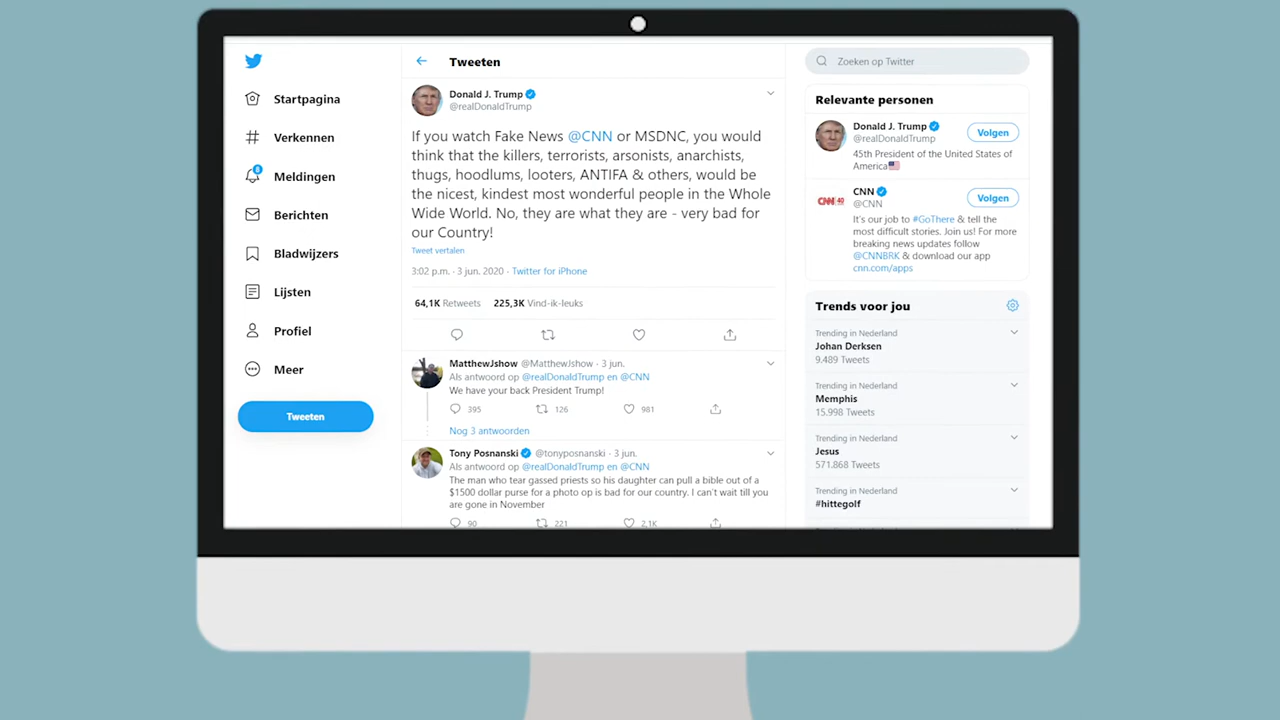 Startpagina
Verkennen
8
Meldingen
Berichten
Bladwijzers
Lijsten
Profiel
Meer
Tweeten
Tweeten
Donald J. Trump
@realDonaldTrump
If you watch Fake News @CNN or MSDNC, you would
think that the killers, terrorists, arsonists, anarchists,
thugs, hoodlums, looters, ANTIFA & others, would be
the nicest, kindest most wonderful people in the Whole
Wide World. No, they are what they are - very bad for
our Country!
Tweet vertalen
3:02 p.m. · 3 jun. 2020 · Twitter for iPhone
64,1K Retweets 225,3K Vind-ik-leuks
MatthewJshow @MatthewJshow · 3 jun.
Als antwoord op @realDonaldTrump en @CNN
We have your back President Trump!
395 126 981
Nog 3 antwoorden
Tony Posnanski @tonyposnanski · 3 jun.
Als antwoord op @realDonaldTrump en @CNN
The man who tear gassed priests so his daughter can pull a bible out of a
$1500 dollar purse for a photo op is bad for our country. I can't wait till you
are gone in November
90 221 2,1K
Zoeken op Twitter
Relevante personen
Donald J. Trump
@realDonaldTrump
Volgen
45th President of the United States of
America
CNN 40
CNN
@CNN
Volgen
It's our job to #GoThere & tell the
most difficult stories. Join us! For more
breaking news updates follow
@CNNBRK & download our app
cnn.com/apps
Trends voor jou
Trending in Nederland
Johan Derksen
9.489 Tweets
Trending in Nederland
Memphis
15.998 Tweets
Trending in Nederland
Jesus
571.868 Tweets
Trending in Nederland
#hittegolf